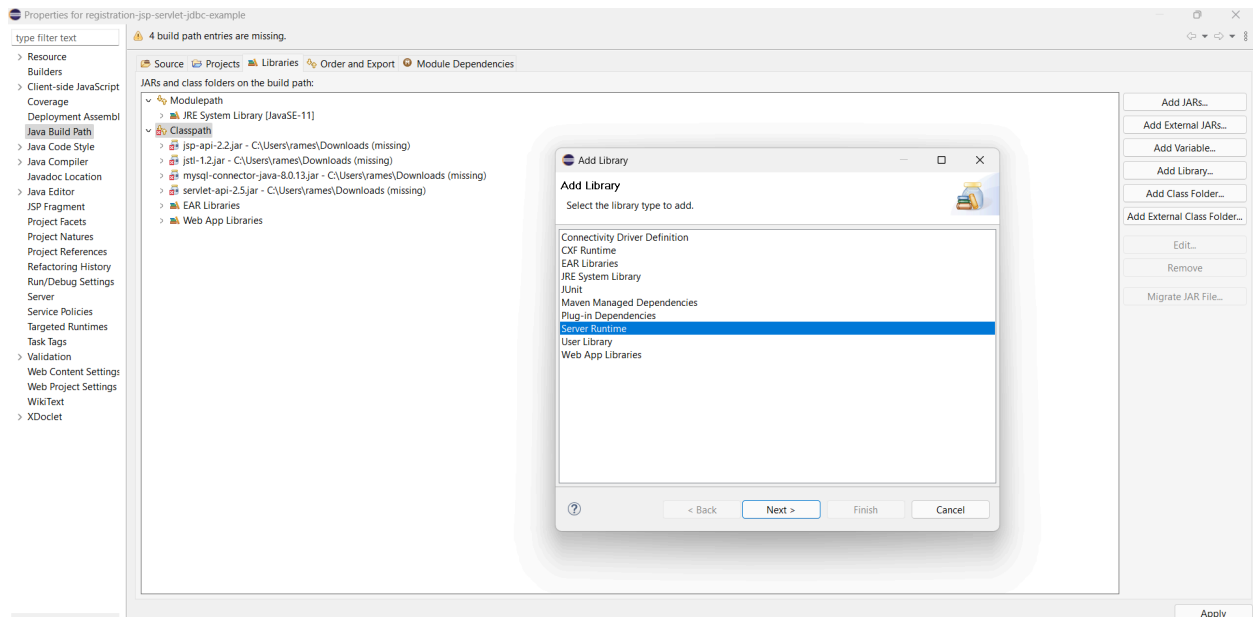 Properties for registration-jsp-servlet-jdbc-example
type filter text
4 build path entries are missing.
Resource
Builders
Client-side JavaScript
Coverage
Deployment Assembl
Java Build Path
Java Code Style
Java Compiler
Javadoc Location
Java Editor
JSP Fragment
Project Facets
Project Natures
Project References
Refactoring History
Run/Debug Settings
Server
Service Policies
Targeted Runtimes
Task Tags
Validation
Web Content Settings
Web Project Settings
WikiText
XDoclet
Source Projects Libraries Order and Export Module Dependencies
JARs and class folders on the build path:
Modulepath
JRE System Library [JavaSE-11]
Classpath
jsp-api-2.2.jar - C:\Users\rames\Downloads (missing)
jstl-1.2.jar - C:\Users\rames\Downloads (missing)
mysql-connector-java-8.0.13.jar - C:\Users\rames\Downloads (missing)
servlet-api-2.5.jar - C:\Users\rames\Downloads (missing)
EAR Libraries
Web App Libraries
Add Library
Add Library
Select the library type to add.
Connectivity Driver Definition
CXF Runtime
EAR Libraries
JRE System Library
JUnit
Maven Managed Dependencies
Plug-in Dependencies
Server Runtime
User Library
Web App Libraries
? < Back Next > Finish Cancel
Add JARs...
Add External JARs...
Add Variable...
Add Library...
Add Class Folder...
Add External Class Folder...
Edit...
Remove
Migrate JAR File...
Apply